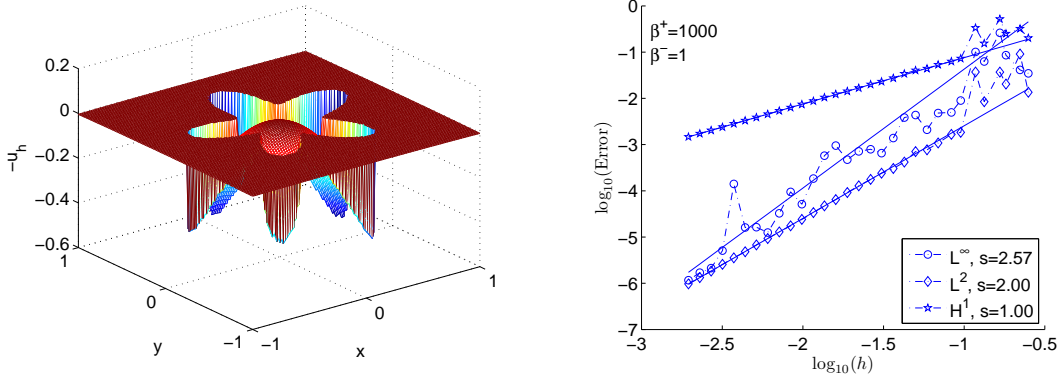 0.2
0
−0.2
−0.4
−0.6
−u_h
1
0
−1
y
−1
0
1
x
0
−1
−2
−3
−4
−5
−6
−7
log₁₀(Error)
β⁺=1000
β⁻=1
L^∞, s=2.57
L², s=2.00
H¹, s=1.00
−3
−2.5
−2
−1.5
−1
−0.5
log₁₀(h)